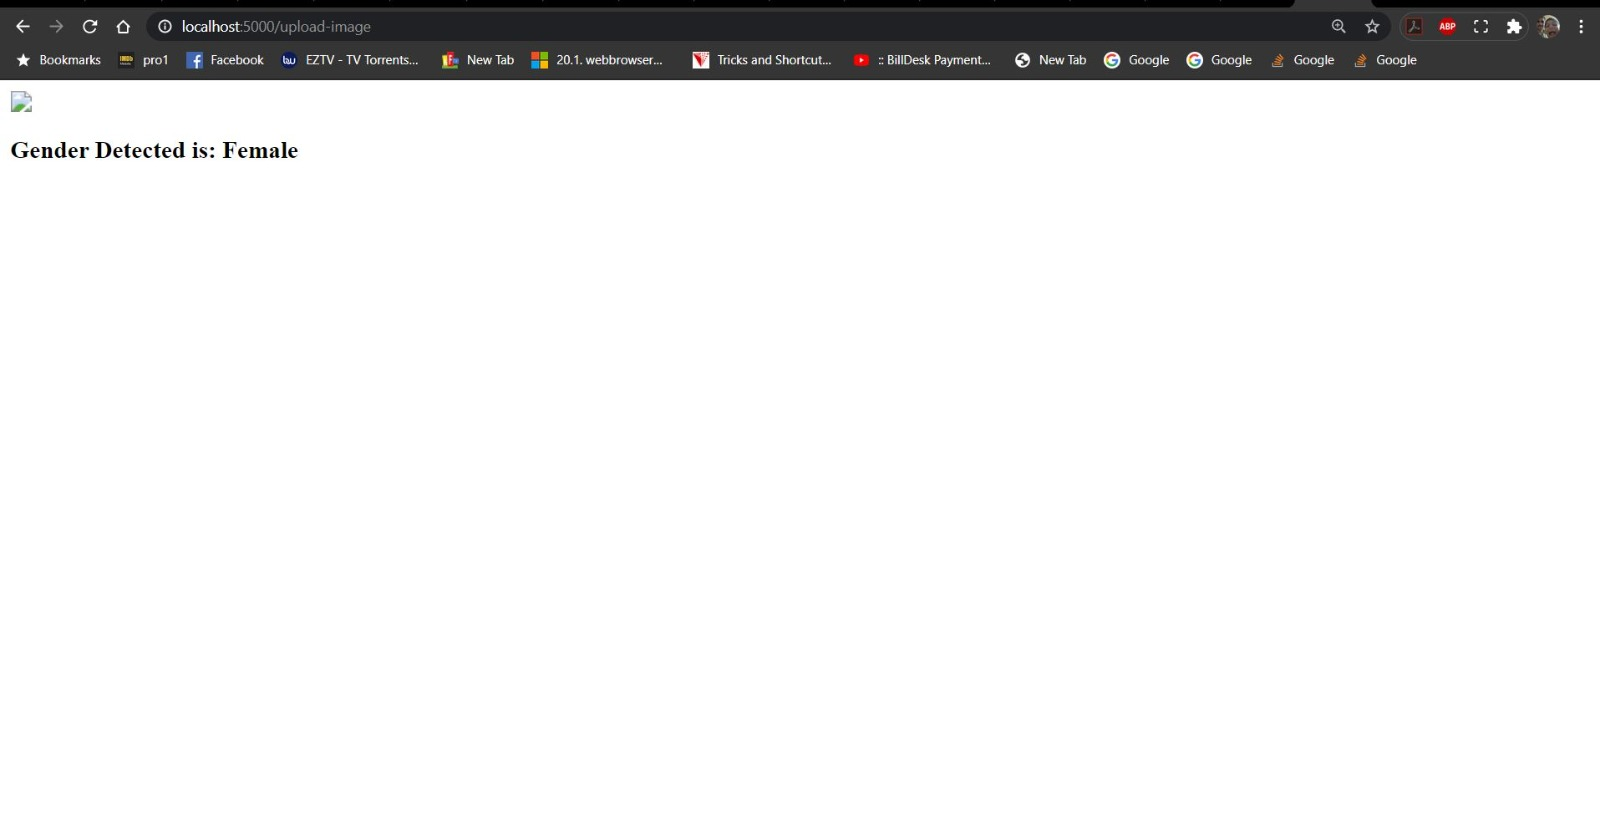 localhost:5000/upload-image
ABP
Bookmarks pro1 Facebook EZTV - TV Torrents... New Tab 20.1. webbrowser... Tricks and Shortcut... :: BillDesk Payment... New Tab Google Google Google Google
Gender Detected is: Female